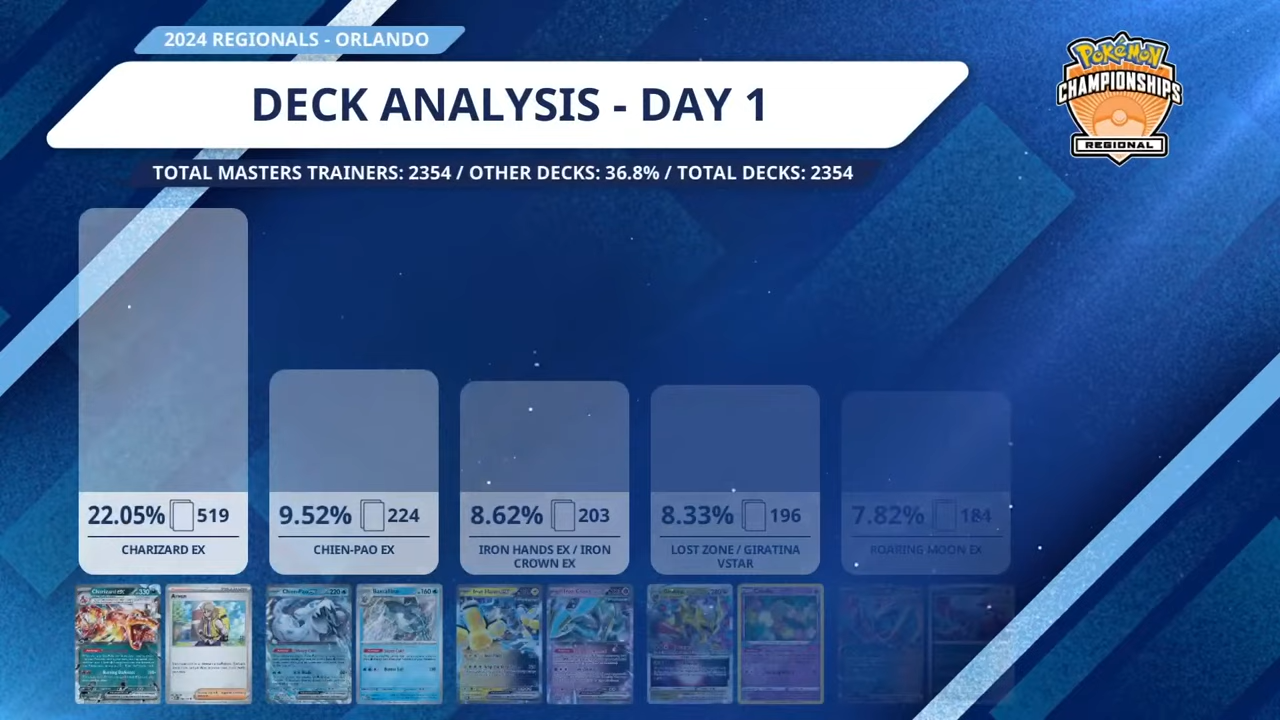 2024 REGIONALS - ORLANDO
DECK ANALYSIS - DAY 1
TOTAL MASTERS TRAINERS: 2354 / OTHER DECKS: 36.8% / TOTAL DECKS: 2354
Pokémon
CHAMPIONSHIPS
REGIONAL
22.05% 519
CHARIZARD EX
9.52% 224
CHIEN-PAO EX
8.62% 203
IRON HANDS EX / IRON
CROWN EX
8.33% 196
LOST ZONE / GIRATINA
VSTAR
7.82% 184
ROARING MOON EX